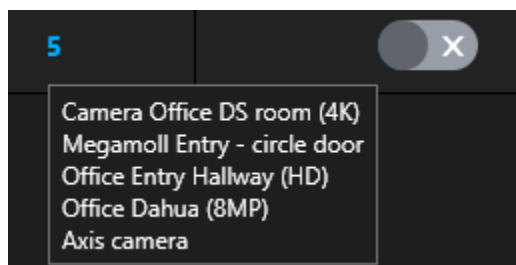 5
Camera Office DS room (4K)
Megamoll Entry - circle door
Office Entry Hallway (HD)
Office Dahua (8MP)
Axis camera